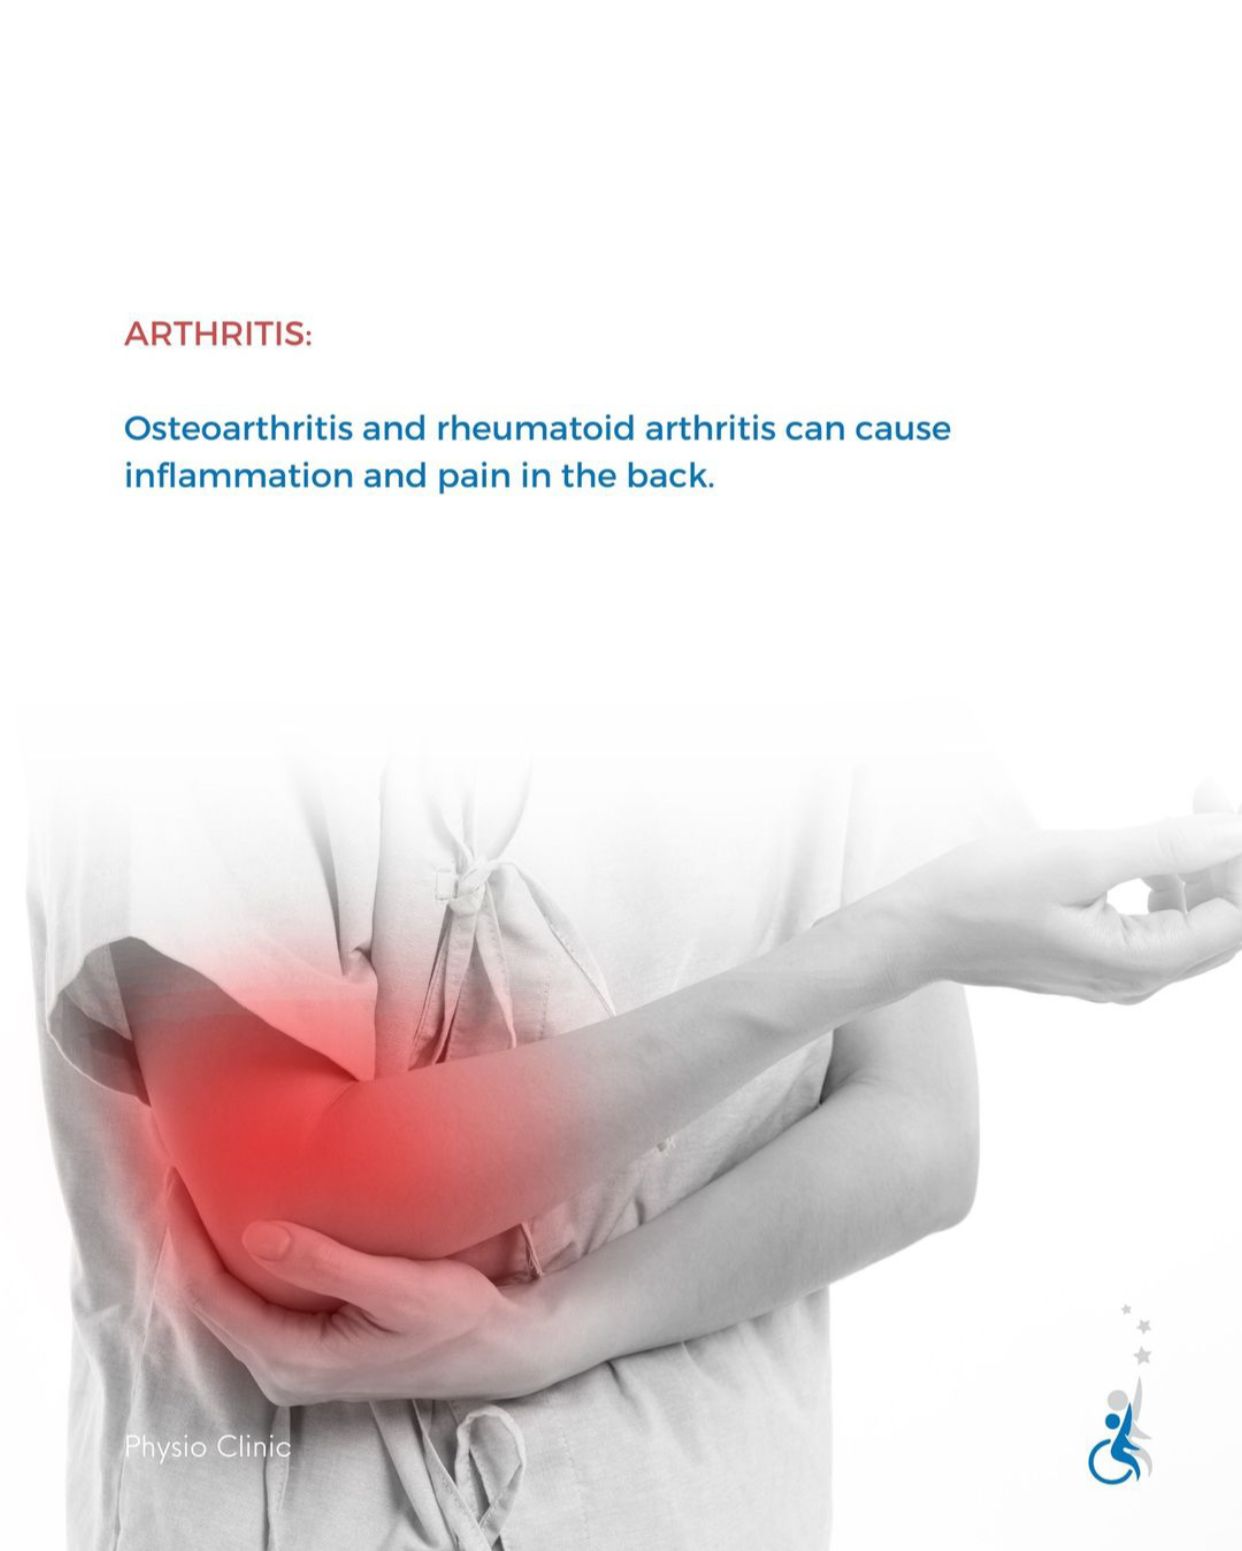 ARTHRITIS:
Osteoarthritis and rheumatoid arthritis can cause
inflammation and pain in the back.
Physio Clinic